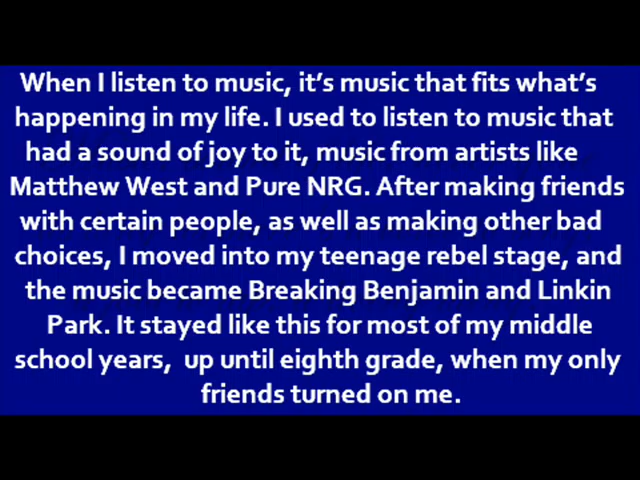 When I listen to music, it's music that fits what's
happening in my life. I used to listen to music that
had a sound of joy to it, music from artists like
Matthew West and Pure NRG. After making friends
with certain people, as well as making other bad
choices, I moved into my teenage rebel stage, and
the music became Breaking Benjamin and Linkin
Park. It stayed like this for most of my middle
school years,  up until eighth grade, when my only
friends turned on me.